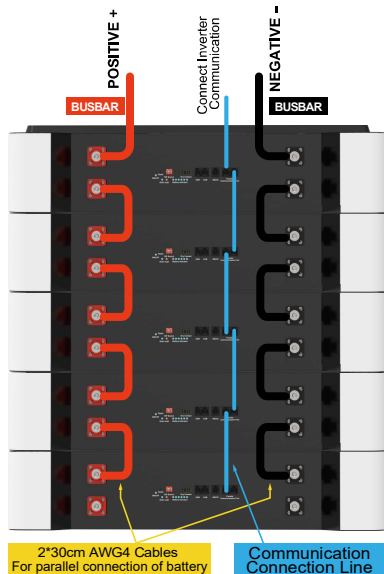 POSITIVE +
Connect Inverter
Communication
NEGATIVE -
BUSBAR
BUSBAR
2*30cm AWG4 Cables
For parallel connection of battery
Communication
Connection Line